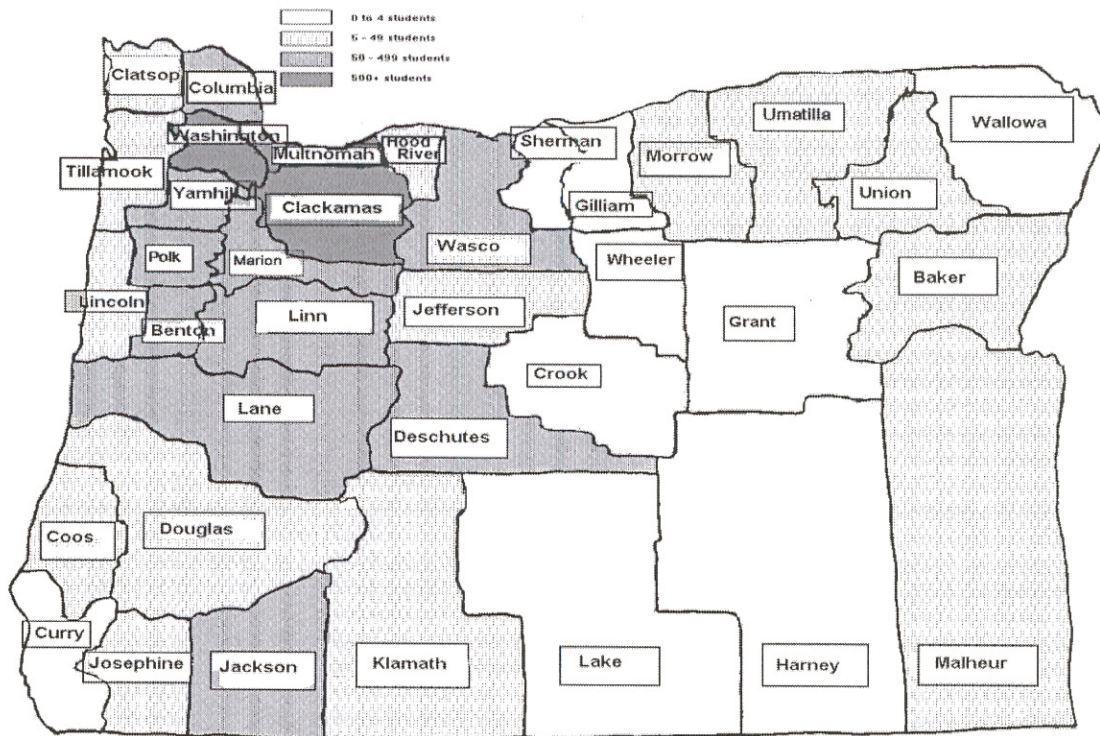 0 to 4 students
5 - 49 students
50 - 499 students
500+ students
Clatsop
Columbia
Washington
Tillamook
Yamhill
Multnomah
Hood
River
Clackamas
Sherman
Gilliam
Morrow
Umatilla
Union
Wallowa
Polk
Marion
Wasco
Wheeler
Baker
Lincoln
Benton
Linn
Jefferson
Grant
Crook
Lane
Deschutes
Coos
Douglas
Curry
Josephine
Jackson
Klamath
Lake
Harney
Malheur